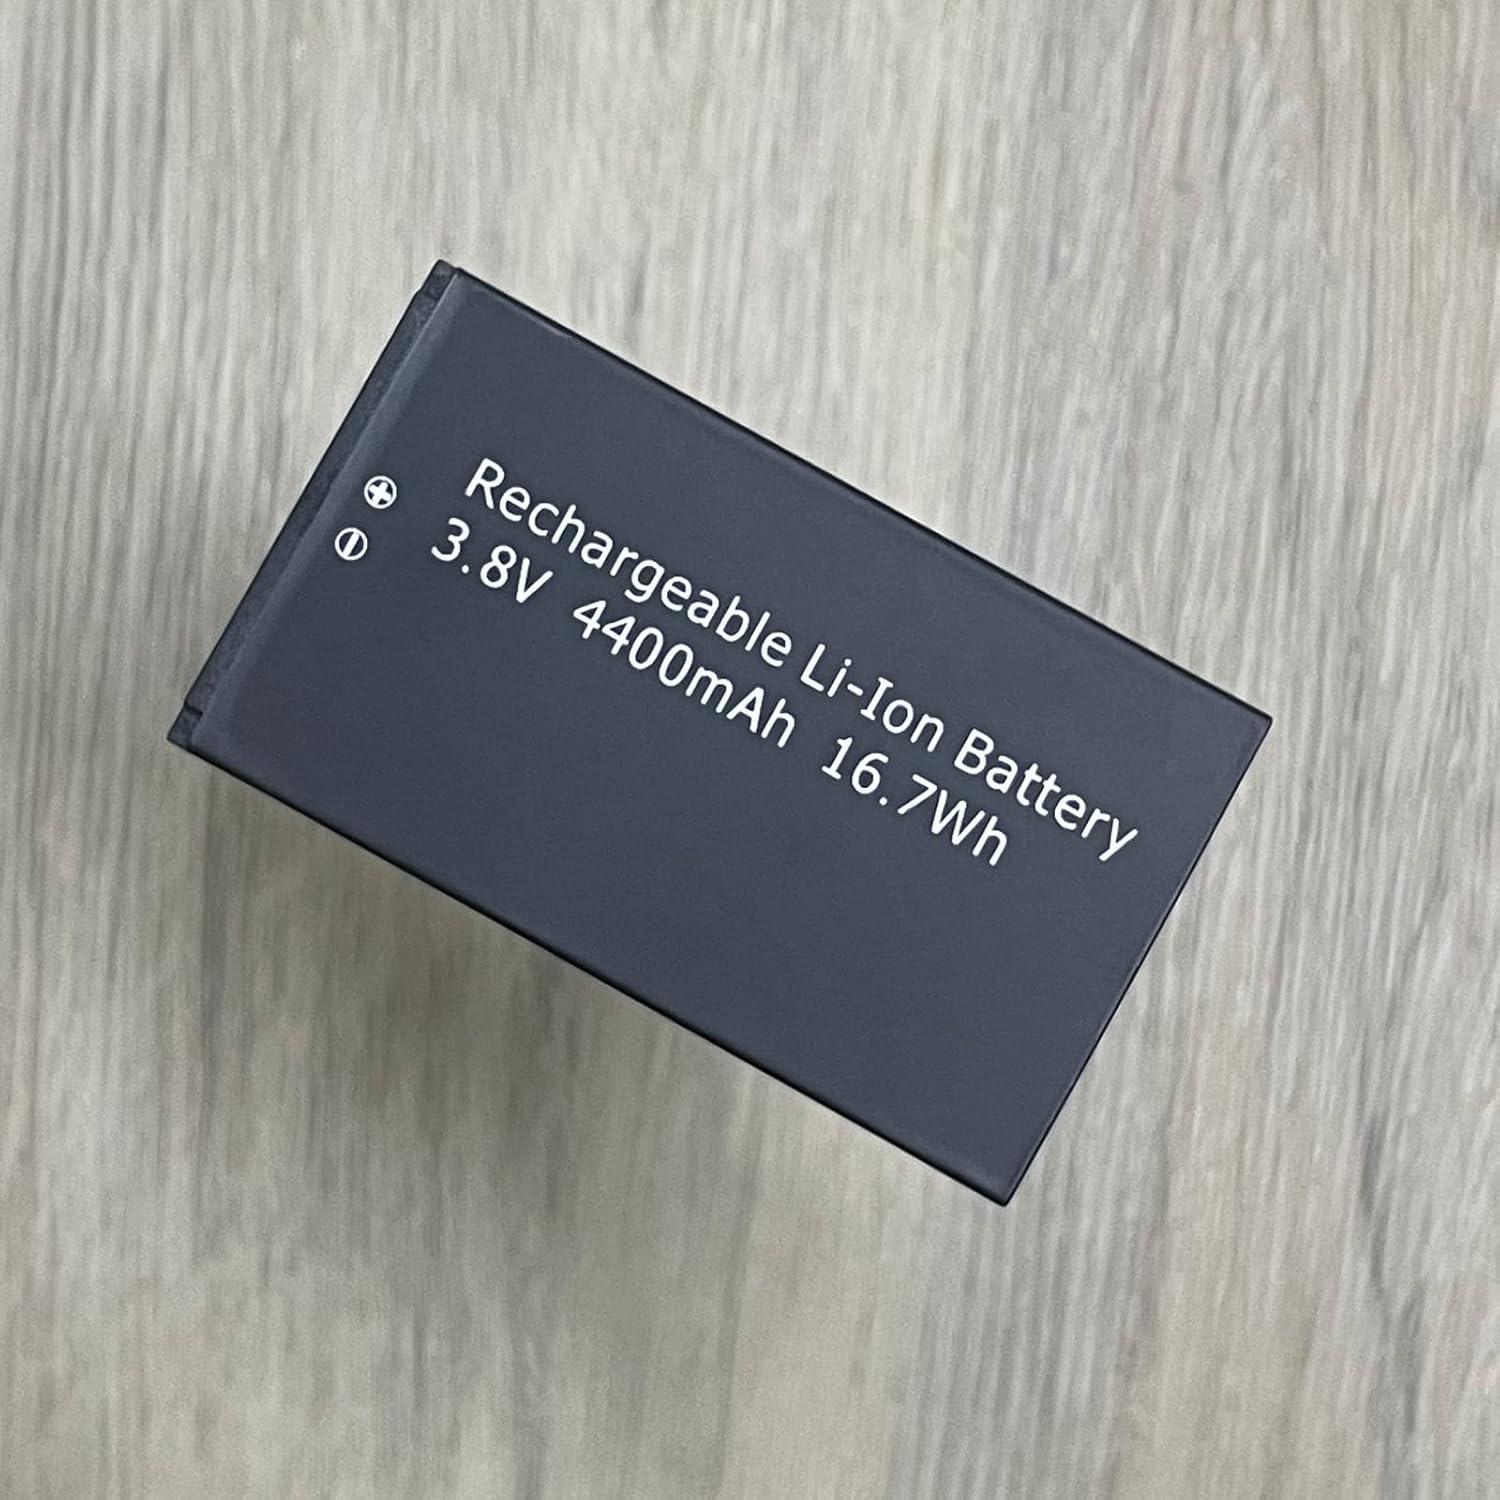 Rechargeable Li-Ion Battery
3.8V 4400mAh 16.7Wh